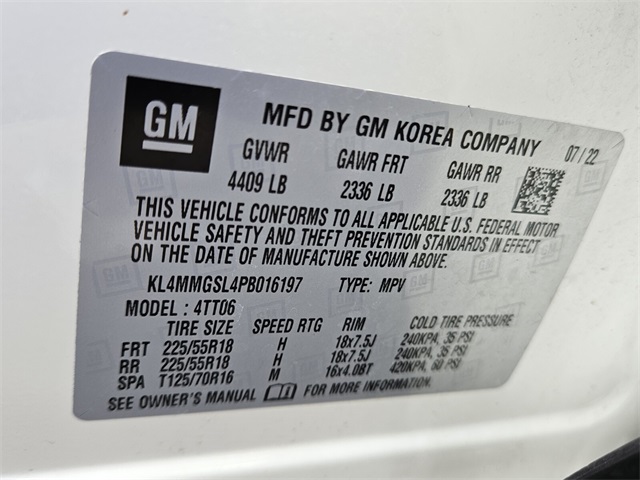 GM
MFD BY GM KOREA COMPANY 07/22
GVWR GAWR FRT GAWR RR
4409 LB 2336 LB 2336 LB
THIS VEHICLE CONFORMS TO ALL APPLICABLE U.S. FEDERAL MOTOR
VEHICLE SAFETY AND THEFT PREVENTION STANDARDS IN EFFECT
ON THE DATE OF MANUFACTURE SHOWN ABOVE.
KL4MMGSL4PB016197 TYPE: MPV
MODEL: 4TT06
TIRE SIZE SPEED RTG RIM COLD TIRE PRESSURE
FRT 225/55R18 H 18x7.5J 240KPA, 35 PSI
RR 225/55R18 H 18x7.5J 240KPA, 35 PSI
SPA T125/70R16 M 16x4.0BT 420KPA, 60 PSI
SEE OWNER'S MANUAL FOR MORE INFORMATION.